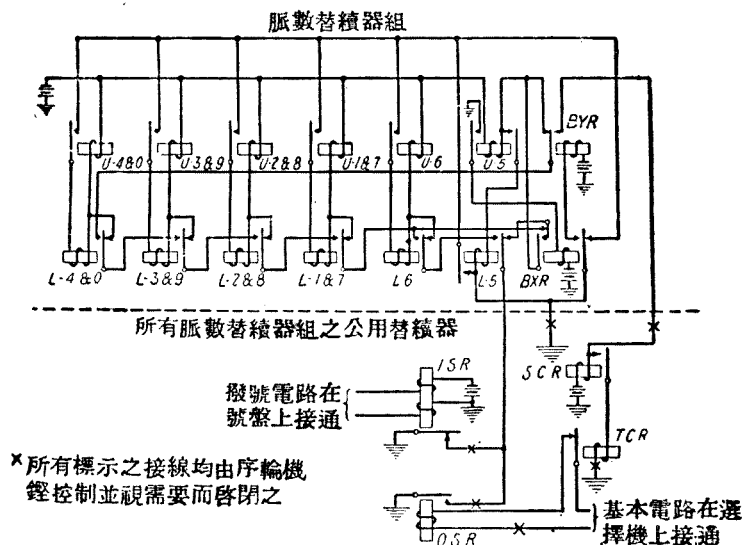 脈數替續器組
BYR
U-4&0
U-3&9
U-2&8
U-1&7
U-6
U-5
L-4&0
L-3&9
L-2&8
L-1&7
L6
L-5
BXR
所有脈數替續器組之公用替續器
1SR
撥號電路在
號盤上接通
SCR
TCR
×所有標示之接線均由序輪機
鏗控制並視需要而啓閉之
OSR
基本電路在選
擇機上接通